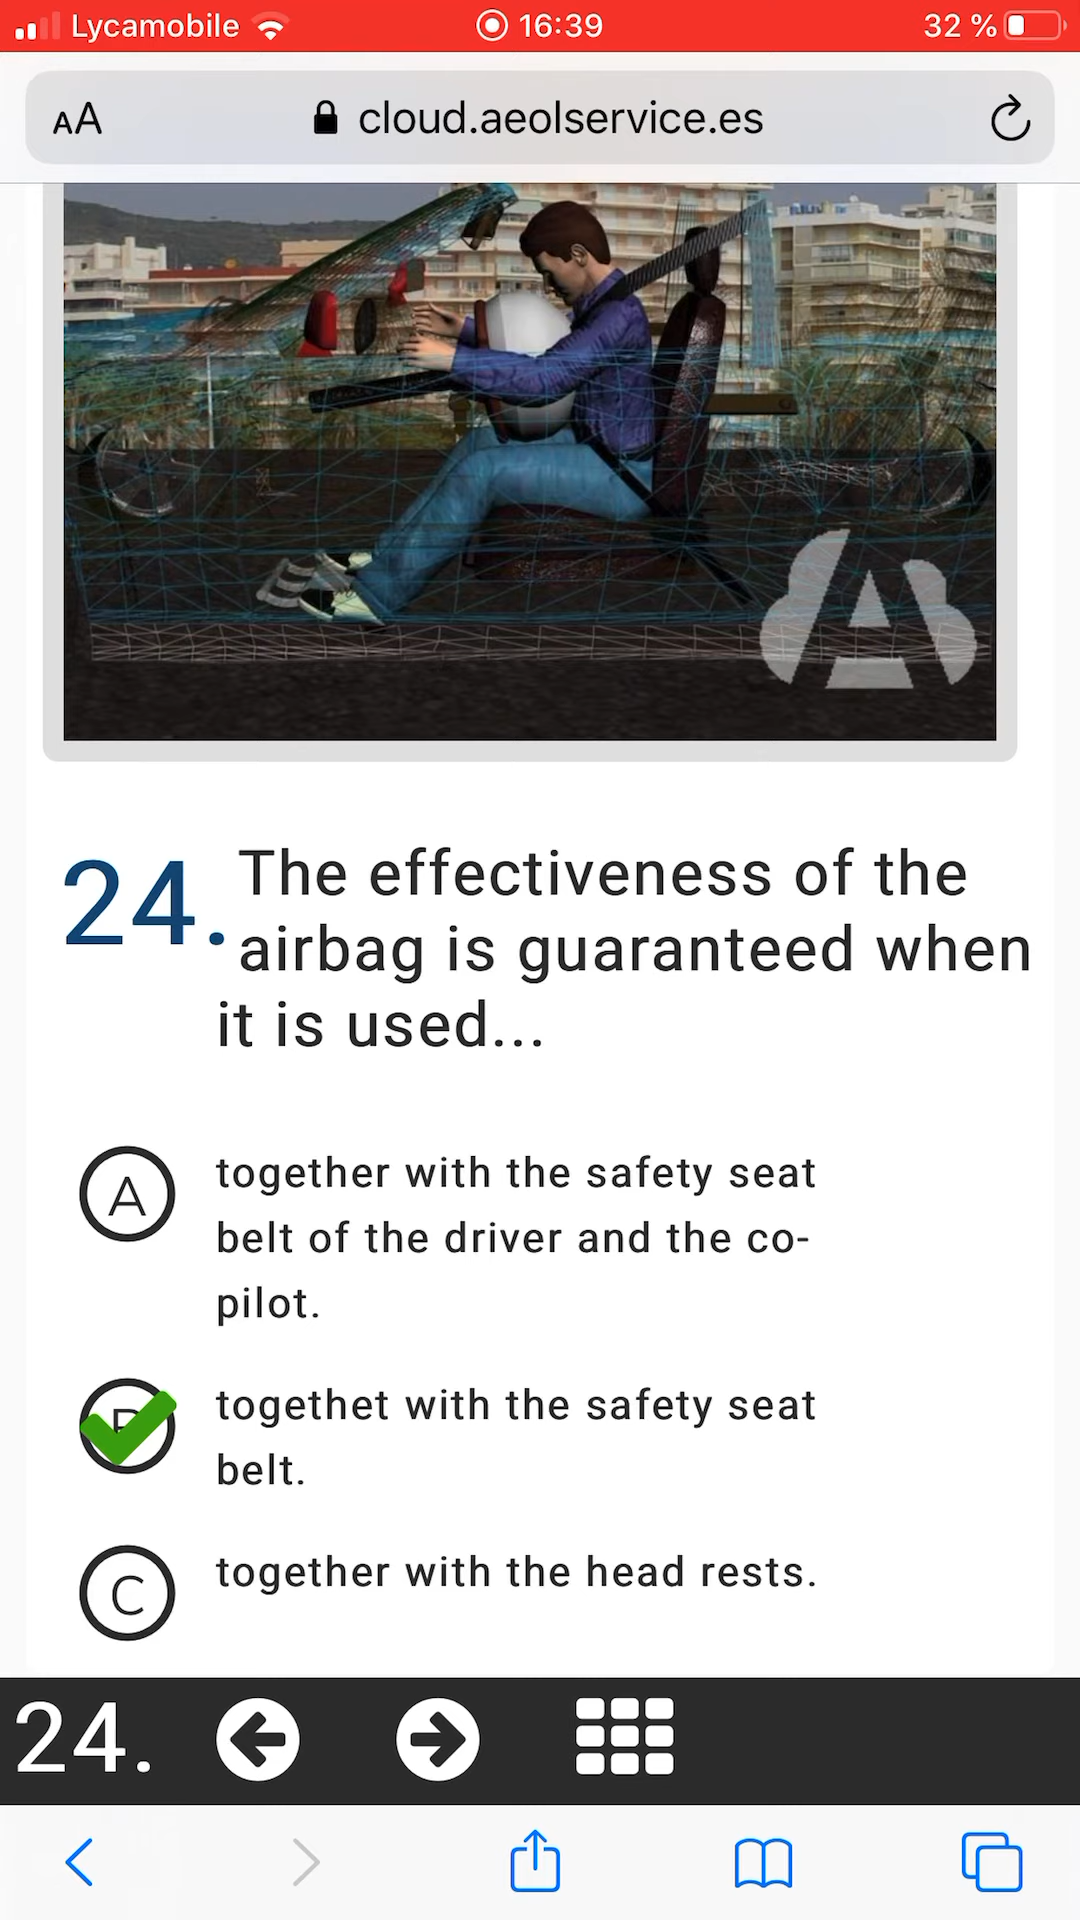 Lycamobile 16:39 32 %
AA cloud.aeolservice.es
24. The effectiveness of the
airbag is guaranteed when
it is used...
A together with the safety seat
belt of the driver and the co-
pilot.
B togethet with the safety seat
belt.
C together with the head rests.
24.